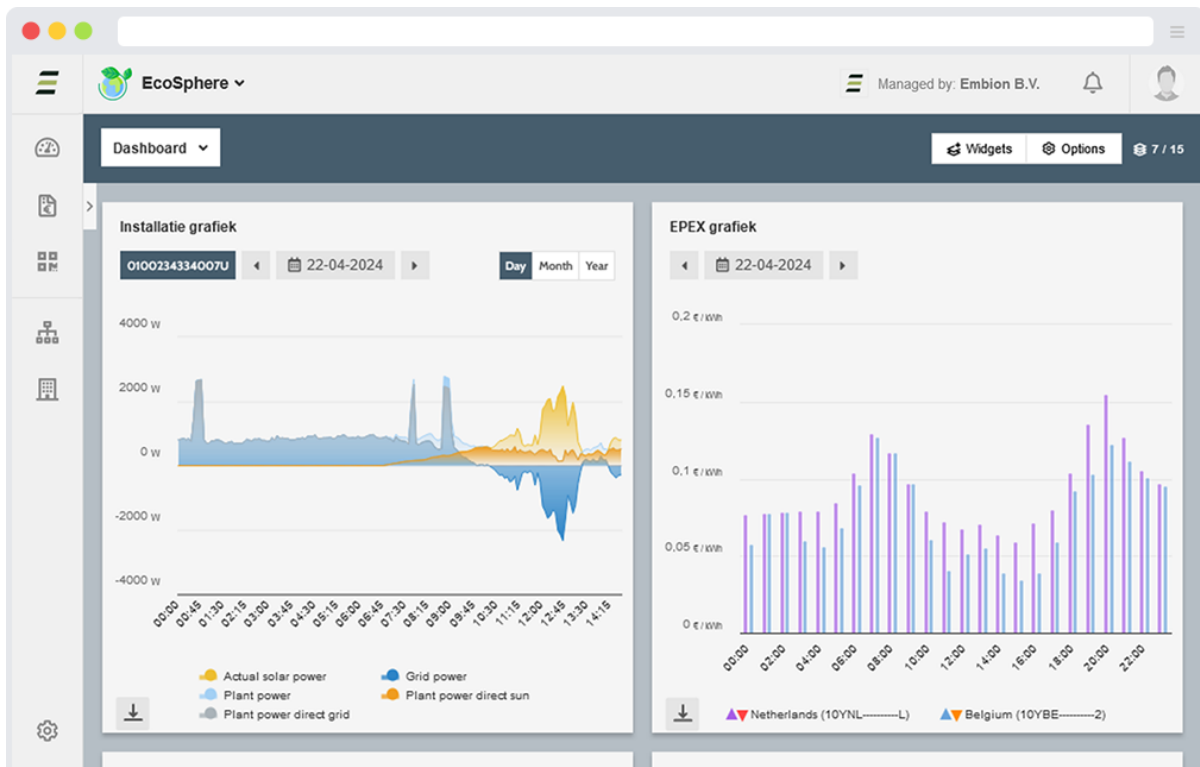 EcoSphere
Managed by: Embion B.V.
Dashboard
Widgets
Options
7 / 15
Installatie grafiek
0100234334007U
22-04-2024
Day
Month
Year
4000 W
2000 W
0 W
-2000 W
-4000 W
00:00
00:45
01:30
02:15
03:00
03:45
04:30
05:15
06:00
06:45
07:30
08:15
09:00
09:45
10:30
11:15
12:00
12:45
13:30
14:15
Actual solar power
Grid power
Plant power
Plant power direct sun
Plant power direct grid
EPEX grafiek
22-04-2024
0,2 €/kWh
0,15 €/kWh
0,1 €/kWh
0,05 €/kWh
0 €/kWh
00:00
02:00
04:00
06:00
08:00
10:00
12:00
14:00
16:00
18:00
20:00
22:00
Netherlands (10YNL----------L)
Belgium (10YBE----------2)